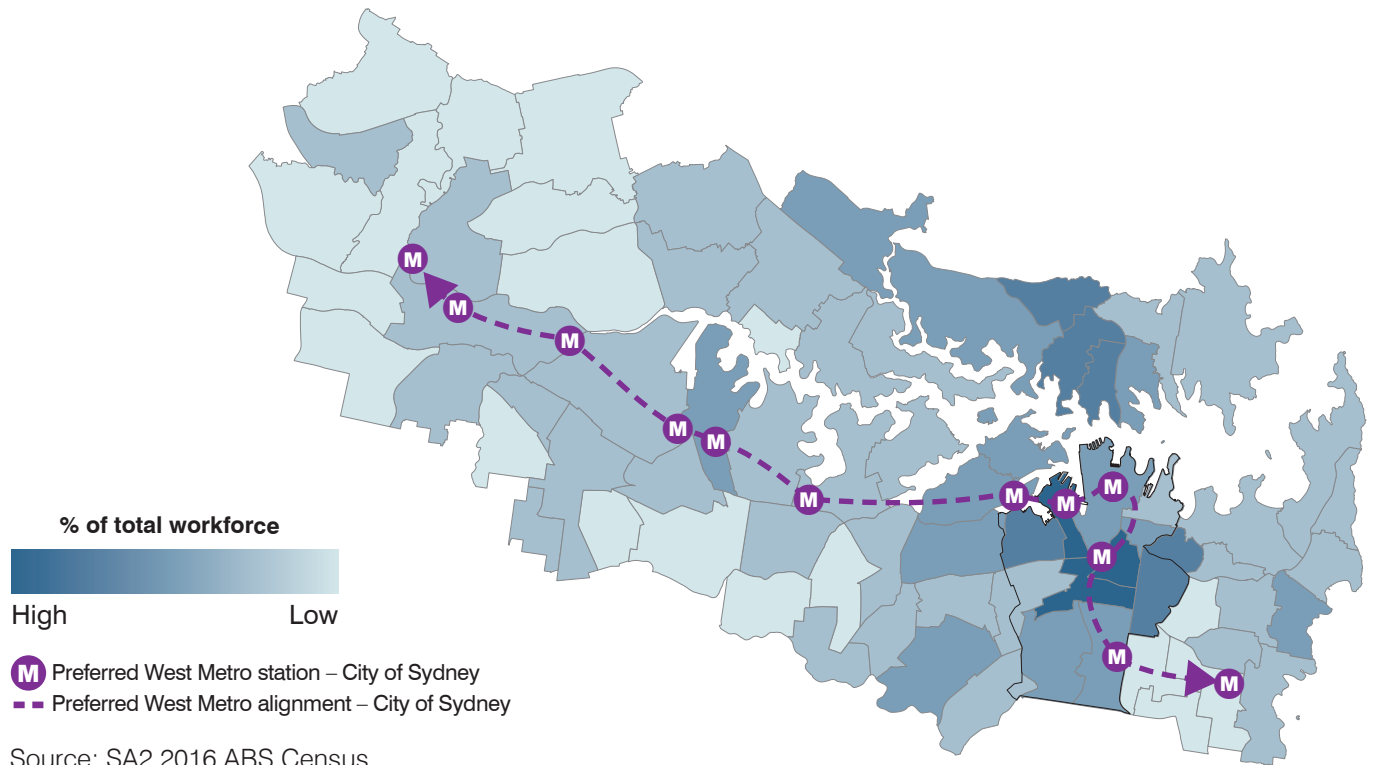 M
M
M
M
M
M
M
M
M
M
M
M
% of total workforce
High Low
M Preferred West Metro station – City of Sydney
Preferred West Metro alignment – City of Sydney
Source: SA2 2016 ABS Census